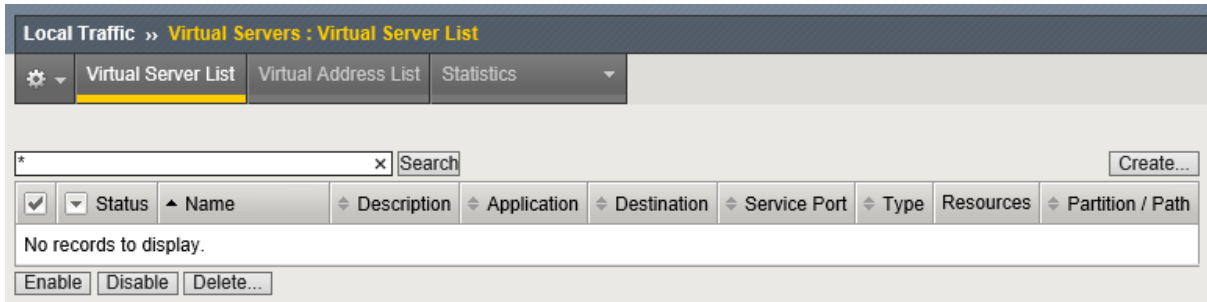 Local Traffic ›› Virtual Servers : Virtual Server List
Virtual Server List Virtual Address List Statistics
* × Search Create...
Status Name Description Application Destination Service Port Type Resources Partition / Path
No records to display.
Enable Disable Delete...